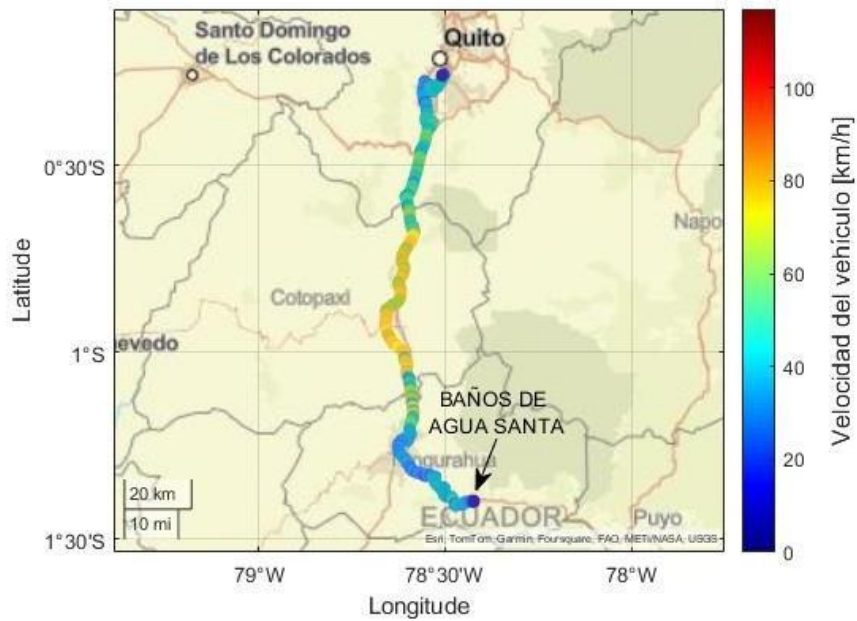 Santo Domingo
de Los Colorados
Quito
Napo
Cotopaxi
evedo
BAÑOS DE
AGUA SANTA
ngurahua
ECUADOR
Puyo
20 km
10 mi
Esri, TomTom, Garmin, Foursquare, FAO, METI/NASA, USGS
0°30'S
1°S
1°30'S
Latitude
79°W
78°30'W
78°W
Longitude
100
80
60
40
20
0
Velocidad del vehículo [km/h]